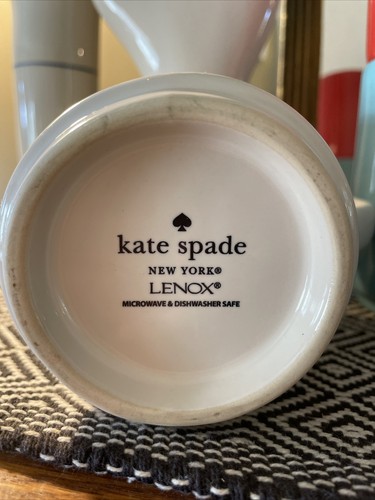 kate spade
NEW YORK®
LENOX®
MICROWAVE & DISHWASHER SAFE